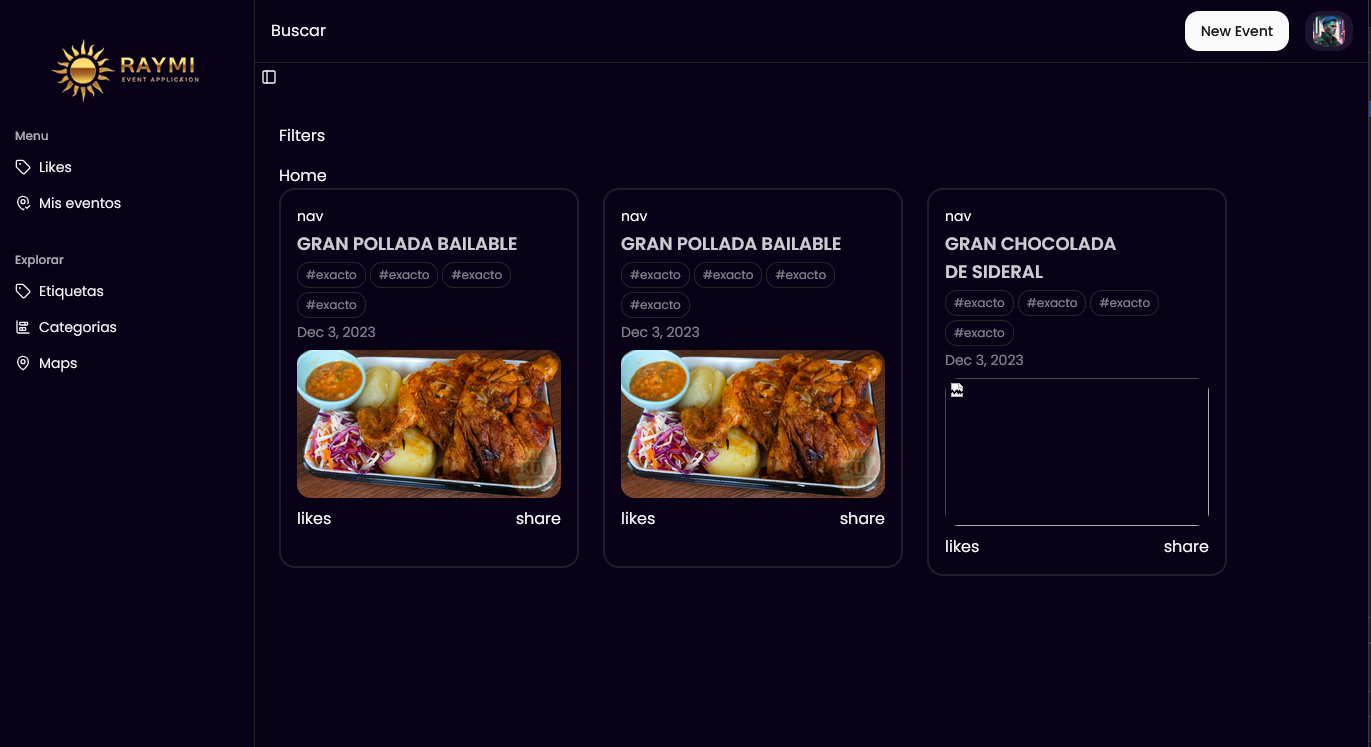 RAYMI
EVENT APPLICATION
Menu
Likes
Mis eventos
Explorar
Etiquetas
Categorias
Maps
Buscar
New Event
Filters
Home
nav
GRAN POLLADA BAILABLE
#exacto #exacto #exacto
#exacto
Dec 3, 2023
likes share
nav
GRAN POLLADA BAILABLE
#exacto #exacto #exacto
#exacto
Dec 3, 2023
likes share
nav
GRAN CHOCOLADA
DE SIDERAL
#exacto #exacto #exacto
#exacto
Dec 3, 2023
likes share